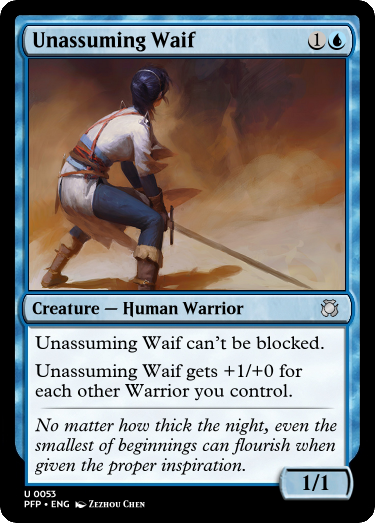 Unassuming Waif 1
Creature — Human Warrior
Unassuming Waif can't be blocked.
Unassuming Waif gets +1/+0 for
each other Warrior you control.
No matter how thick the night, even the
smallest of beginnings can flourish when
given the proper inspiration.
1/1
U 0053
PFP • ENG Zezhou Chen